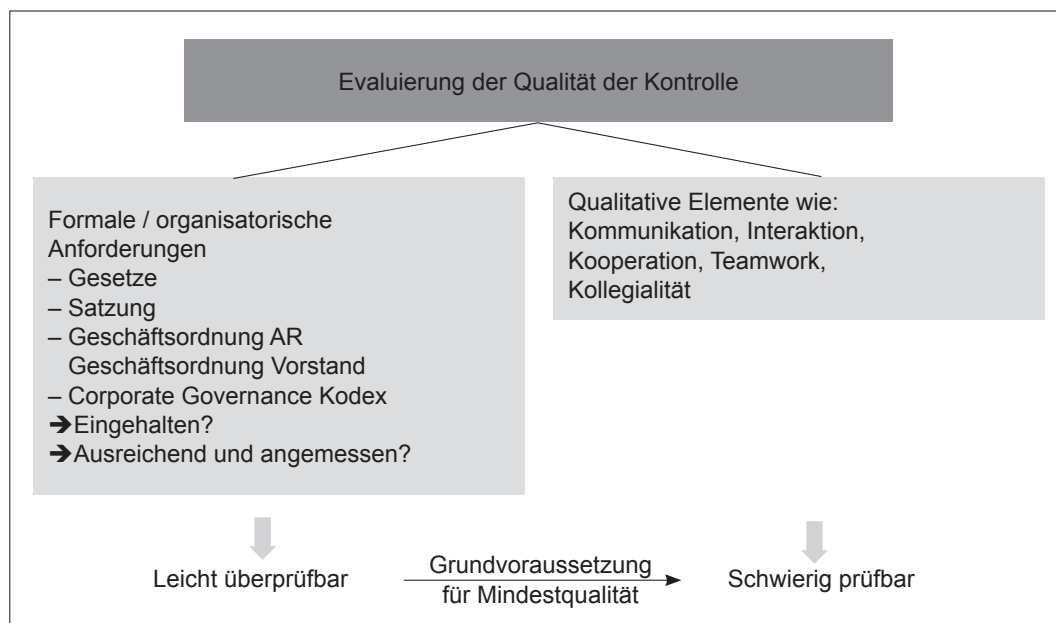 Evaluierung der Qualität der Kontrolle
Formale / organisatorische
Anforderungen
– Gesetze
– Satzung
– Geschäftsordnung AR
Geschäftsordnung Vorstand
– Corporate Governance Kodex
➔Eingehalten?
➔Ausreichend und angemessen?
Qualitative Elemente wie:
Kommunikation, Interaktion,
Kooperation, Teamwork,
Kollegialität
Leicht überprüfbar
Grundvoraussetzung
für Mindestqualität
Schwierig prüfbar